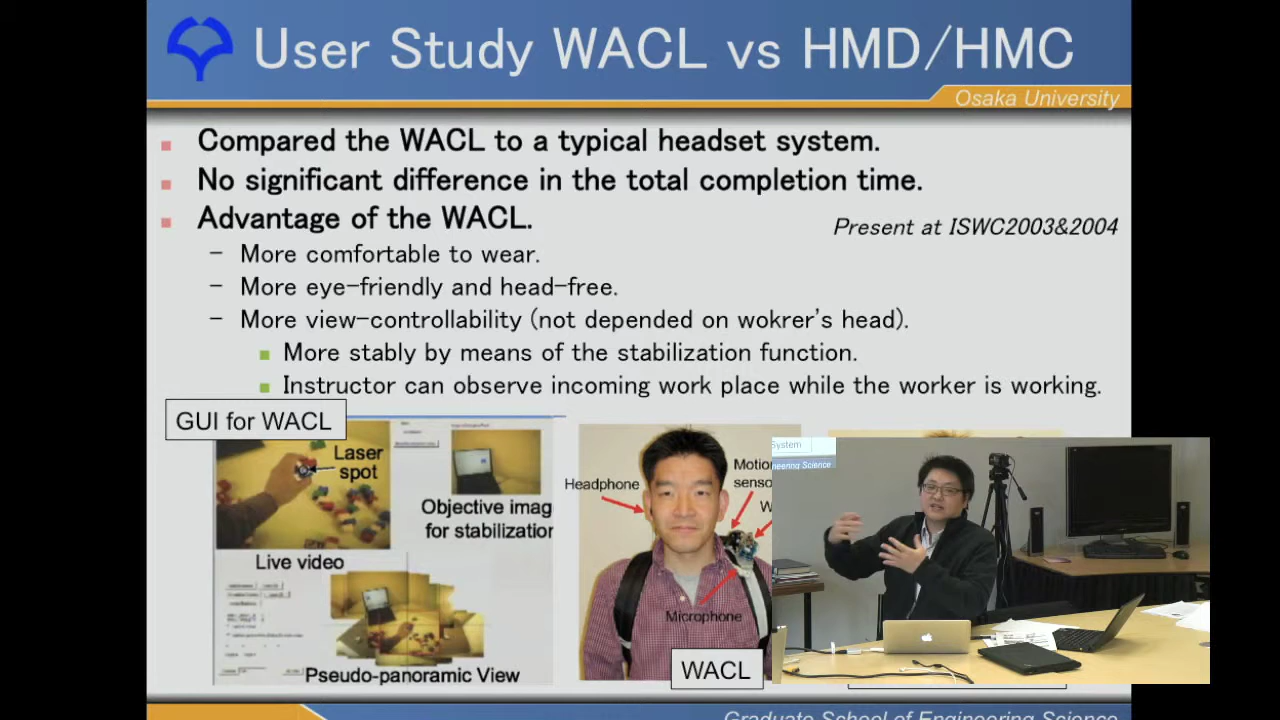 User Study WACL vs HMD/HMC
Osaka University
Compared the WACL to a typical headset system.
No significant difference in the total completion time.
Advantage of the WACL.
Present at ISWC2003&2004
– More comfortable to wear.
– More eye-friendly and head-free.
– More view-controllability (not depended on wokrer's head).
More stably by means of the stabilization function.
Instructor can observe incoming work place while the worker is working.
GUI for WACL
Laser
spot
Objective imag
for stabilization
Live video
Pseudo-panoramic View
Headphone
Motio
senso
W
Microphone
WACL
System
neering Science
Graduate School of Engineering Science